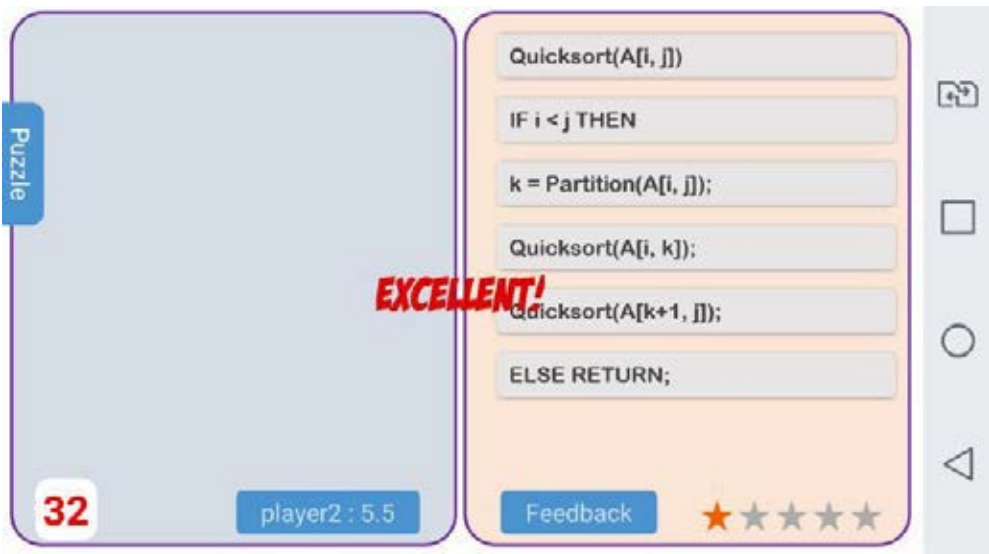 Puzzle
Quicksort(A[i, j])
IF i < j THEN
k = Partition(A[i, j]);
Quicksort(A[i, k]);
EXCELLENT!
Quicksort(A[k+1, j]);
ELSE RETURN;
32
player2 : 5.5
Feedback